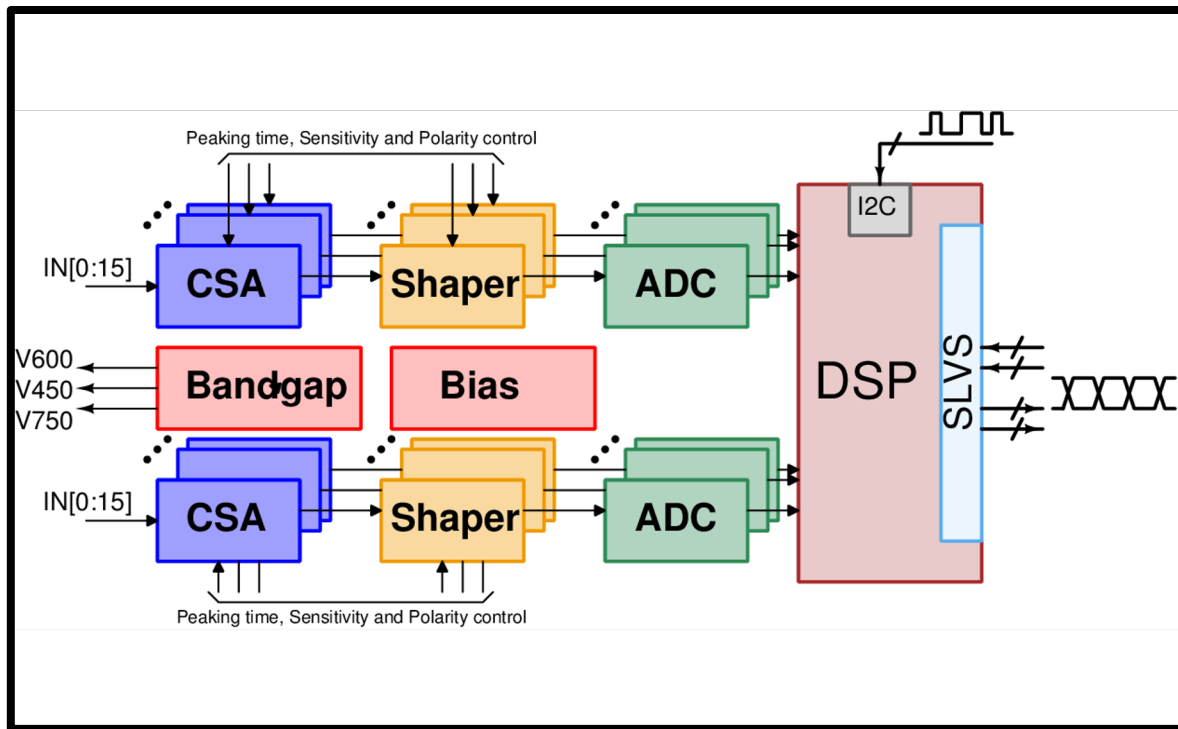 Peaking time, Sensitivity and Polarity control
I2C
IN[0:15]
CSA
Shaper
ADC
V600
V450
V750
Bandgap
Bias
DSP
SLVS
IN[0:15]
CSA
Shaper
ADC
Peaking time, Sensitivity and Polarity control